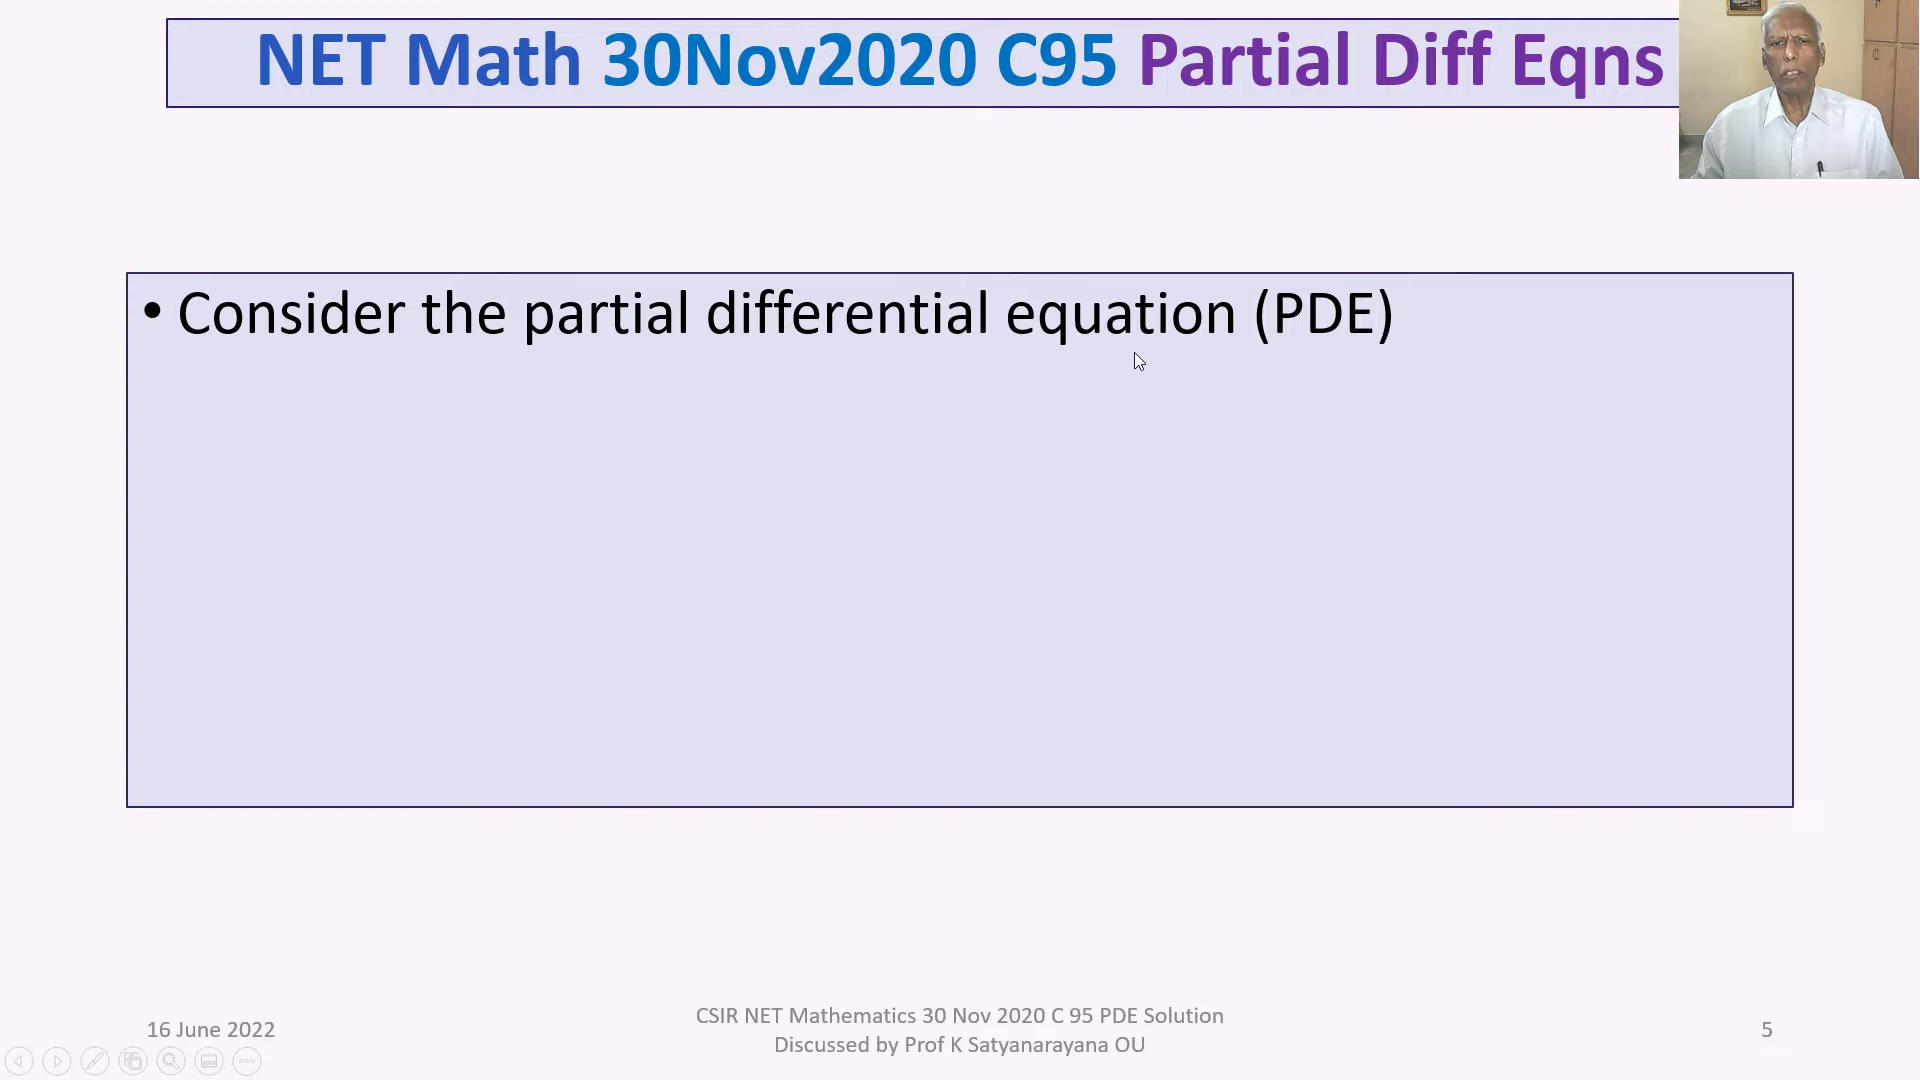 NET Math 30Nov2020 C95 Partial Diff Eqns
• Consider the partial differential equation (PDE)
16 June 2022
CSIR NET Mathematics 30 Nov 2020 C 95 PDE Solution
Discussed by Prof K Satyanarayana OU
5